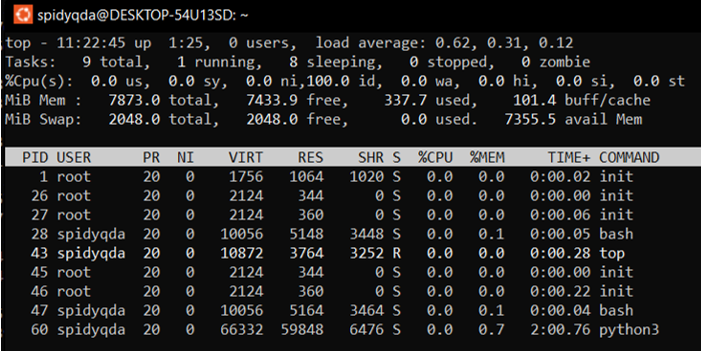 spidyqda@DESKTOP-54U13SD: ~
top - 11:22:45 up  1:25,  0 users,  load average: 0.62, 0.31, 0.12
Tasks:   9 total,   1 running,   8 sleeping,   0 stopped,   0 zombie
%Cpu(s):  0.0 us,  0.0 sy,  0.0 ni,100.0 id,  0.0 wa,  0.0 hi,  0.0 si,  0.0 st
MiB Mem :   7873.0 total,   7433.9 free,    337.7 used,    101.4 buff/cache
MiB Swap:   2048.0 total,   2048.0 free,      0.0 used.   7355.5 avail Mem
PID USER      PR  NI    VIRT    RES    SHR S  %CPU  %MEM     TIME+ COMMAND
1 root      20   0    1756   1064   1020 S   0.0   0.0   0:00.02 init
26 root      20   0    2124    344      0 S   0.0   0.0   0:00.00 init
27 root      20   0    2124    360      0 S   0.0   0.0   0:00.06 init
28 spidyqda  20   0   10056   5148   3448 S   0.0   0.1   0:00.05 bash
43 spidyqda  20   0   10872   3764   3252 R   0.0   0.0   0:00.28 top
45 root      20   0    2124    344      0 S   0.0   0.0   0:00.00 init
46 root      20   0    2124    360      0 S   0.0   0.0   0:00.22 init
47 spidyqda  20   0   10056   5164   3464 S   0.0   0.1   0:00.04 bash
60 spidyqda  20   0   66332  59848   6476 S   0.0   0.7   2:00.76 python3